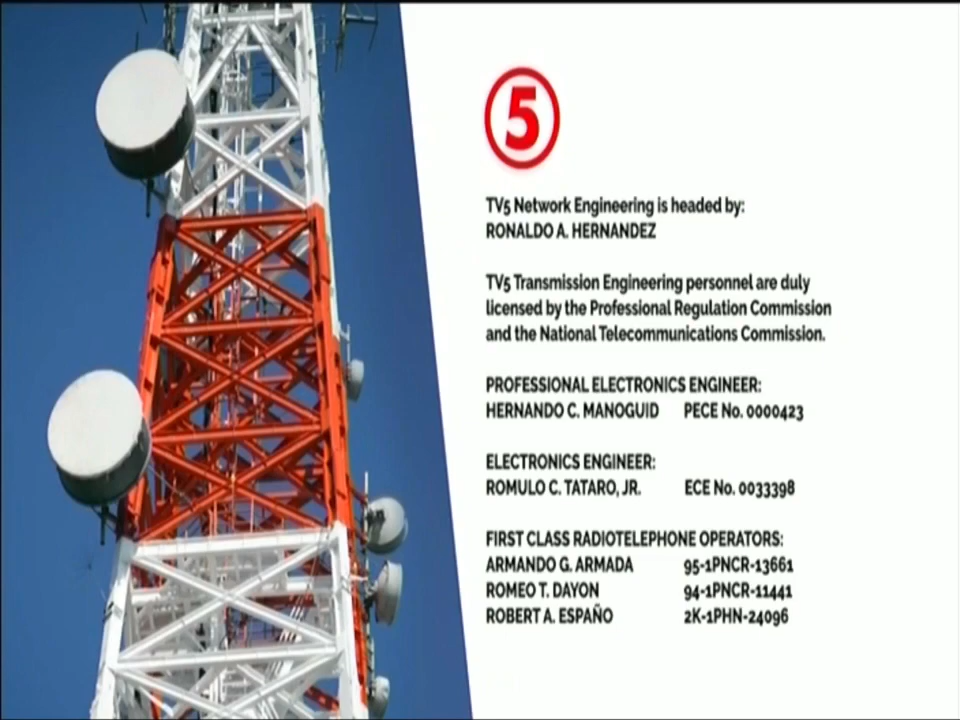 5
TV5 Network Engineering is headed by:
RONALDO A. HERNANDEZ
TV5 Transmission Engineering personnel are duly
licensed by the Professional Regulation Commission
and the National Telecommunications Commission.
PROFESSIONAL ELECTRONICS ENGINEER:
HERNANDO C. MANOGUID PECE No. 0000423
ELECTRONICS ENGINEER:
ROMULO C. TATARO, JR. ECE No. 0033398
FIRST CLASS RADIOTELEPHONE OPERATORS:
ARMANDO G. ARMADA 95-1PNCR-13661
ROMEO T. DAYON 94-1PNCR-11441
ROBERT A. ESPAÑO 2K-1PHN-24096